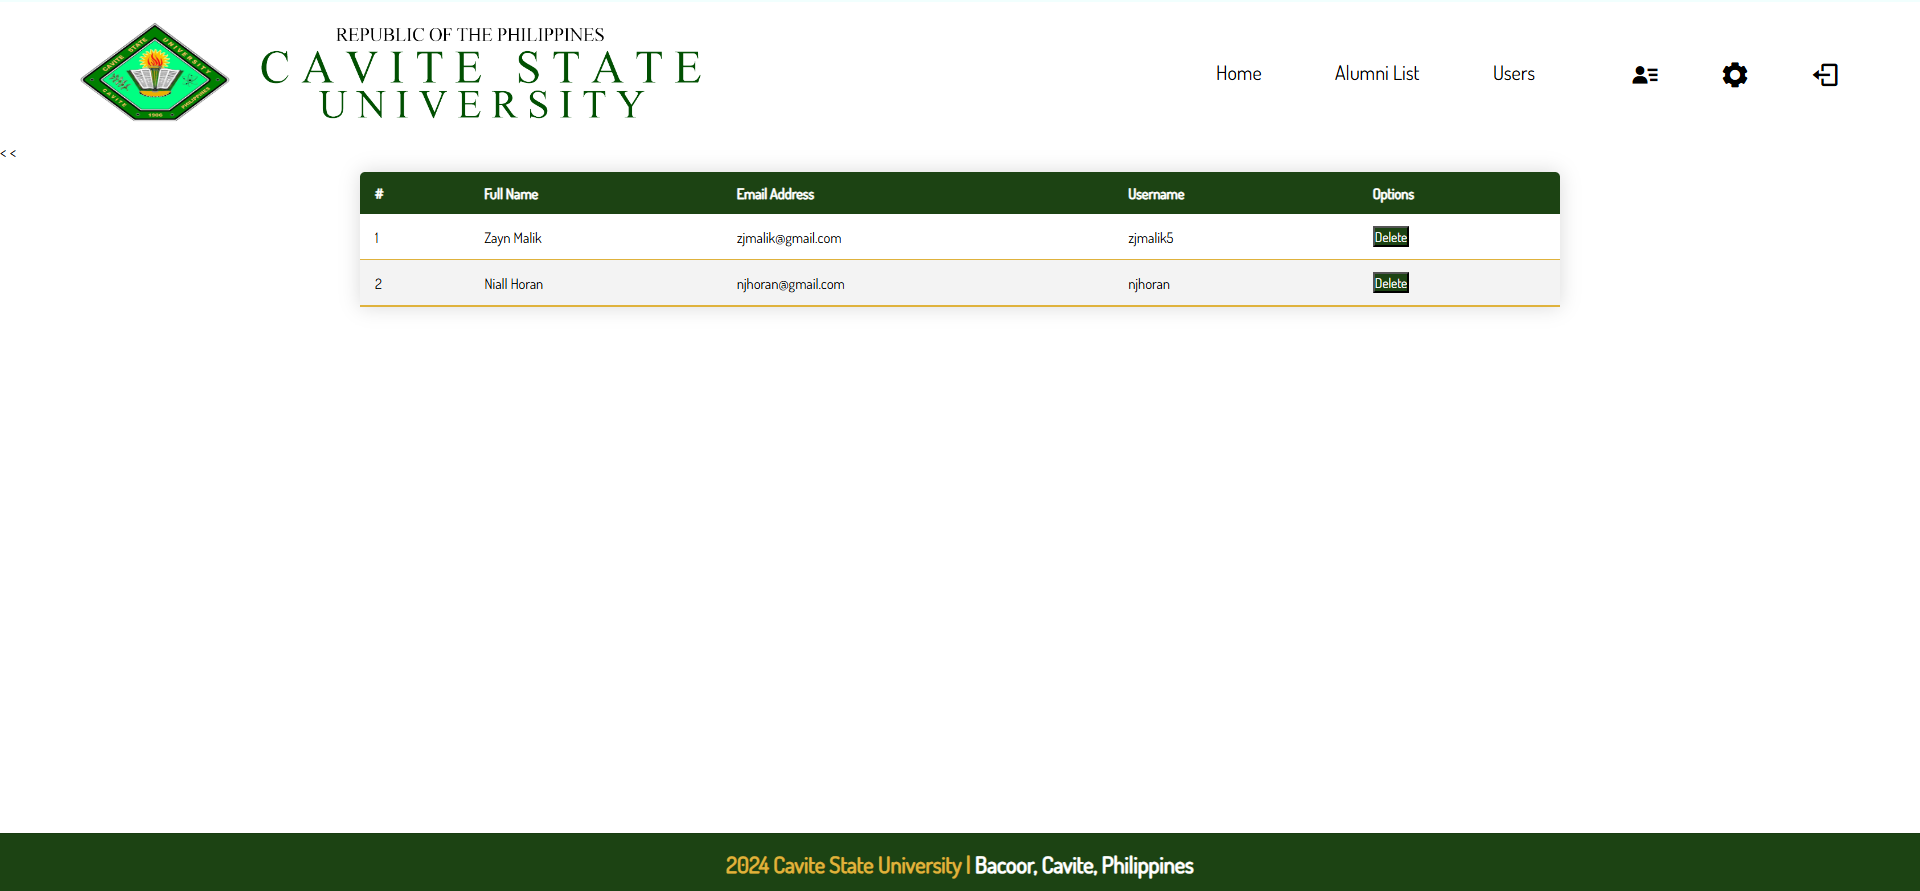 CAVITE STATE UNIVERSITY
CAVITE PHILIPPINES
1906
REPUBLIC OF THE PHILIPPINES
CAVITE STATE
UNIVERSITY
Home Alumni List Users
< <
# Full Name Email Address Username Options
1 Zayn Malik zjmalik@gmail.com zjmalik5 Delete
2 Niall Horan njhoran@gmail.com njhoran Delete
2024 Cavite State University | Bacoor, Cavite, Philippines